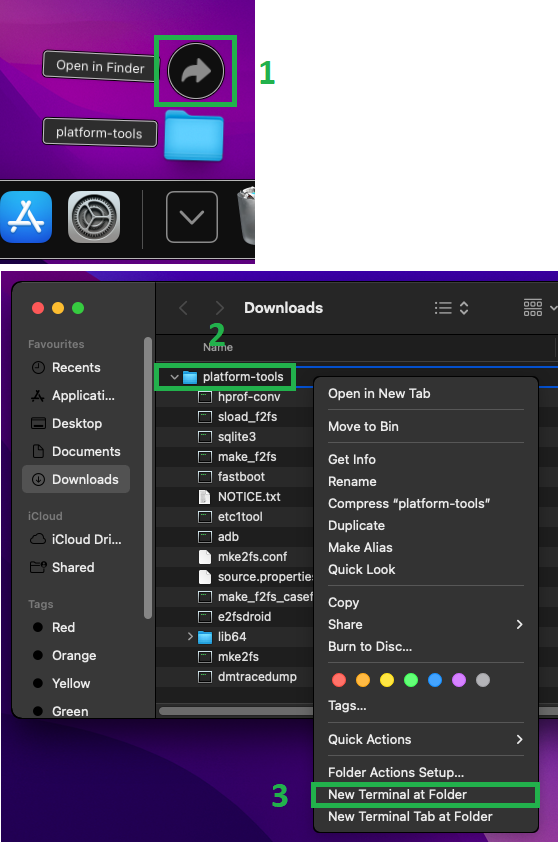 Open in Finder
1
platform-tools
Downloads
2
Name
Favourites
Recents
Applicati...
Desktop
Documents
Downloads
iCloud
iCloud Dri...
Shared
Tags
Red
Orange
Yellow
Green
platform-tools
hprof-conv
sload_f2fs
sqlite3
make_f2fs
fastboot
NOTICE.txt
etc1tool
adb
mke2fs.conf
source.properties
make_f2fs_casef
e2fsdroid
lib64
mke2fs
dmtracedump
Open in New Tab
Move to Bin
Get Info
Rename
Compress “platform-tools”
Duplicate
Make Alias
Quick Look
Copy
Share
Burn to Disc...
Tags...
Quick Actions
Folder Actions Setup...
3
New Terminal at Folder
New Terminal Tab at Folder